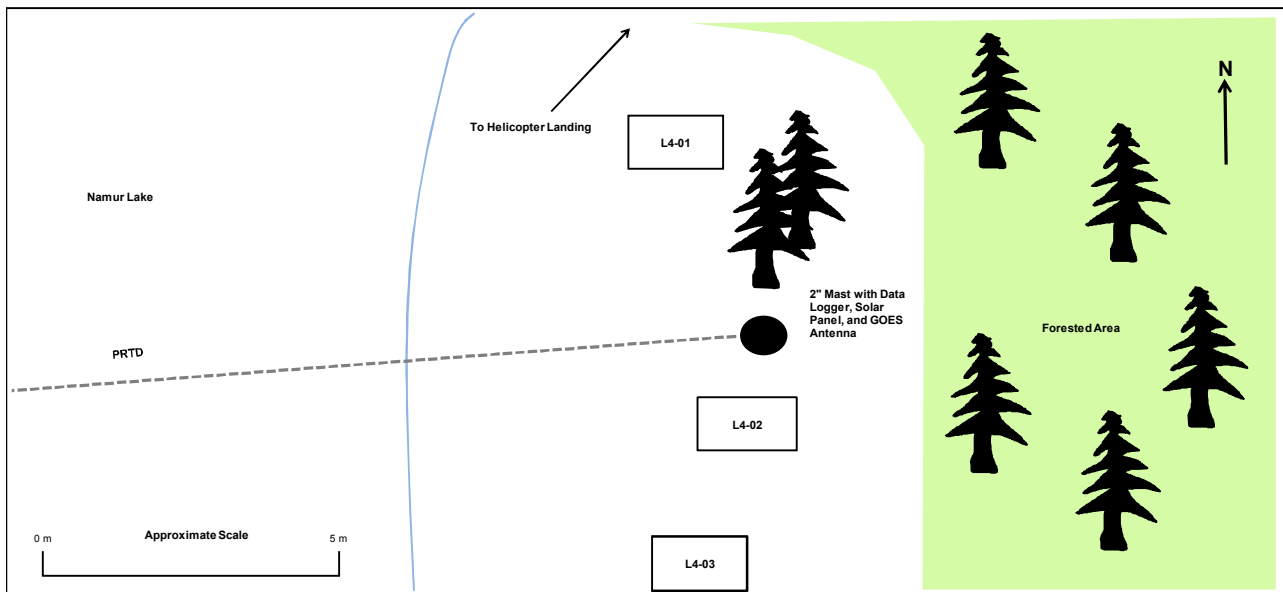 N
To Helicopter Landing
L4-01
Namur Lake
2" Mast with Data
Logger, Solar
Panel, and GOES
Antenna
Forested Area
PRTD
L4-02
Approximate Scale
0 m
5 m
L4-03